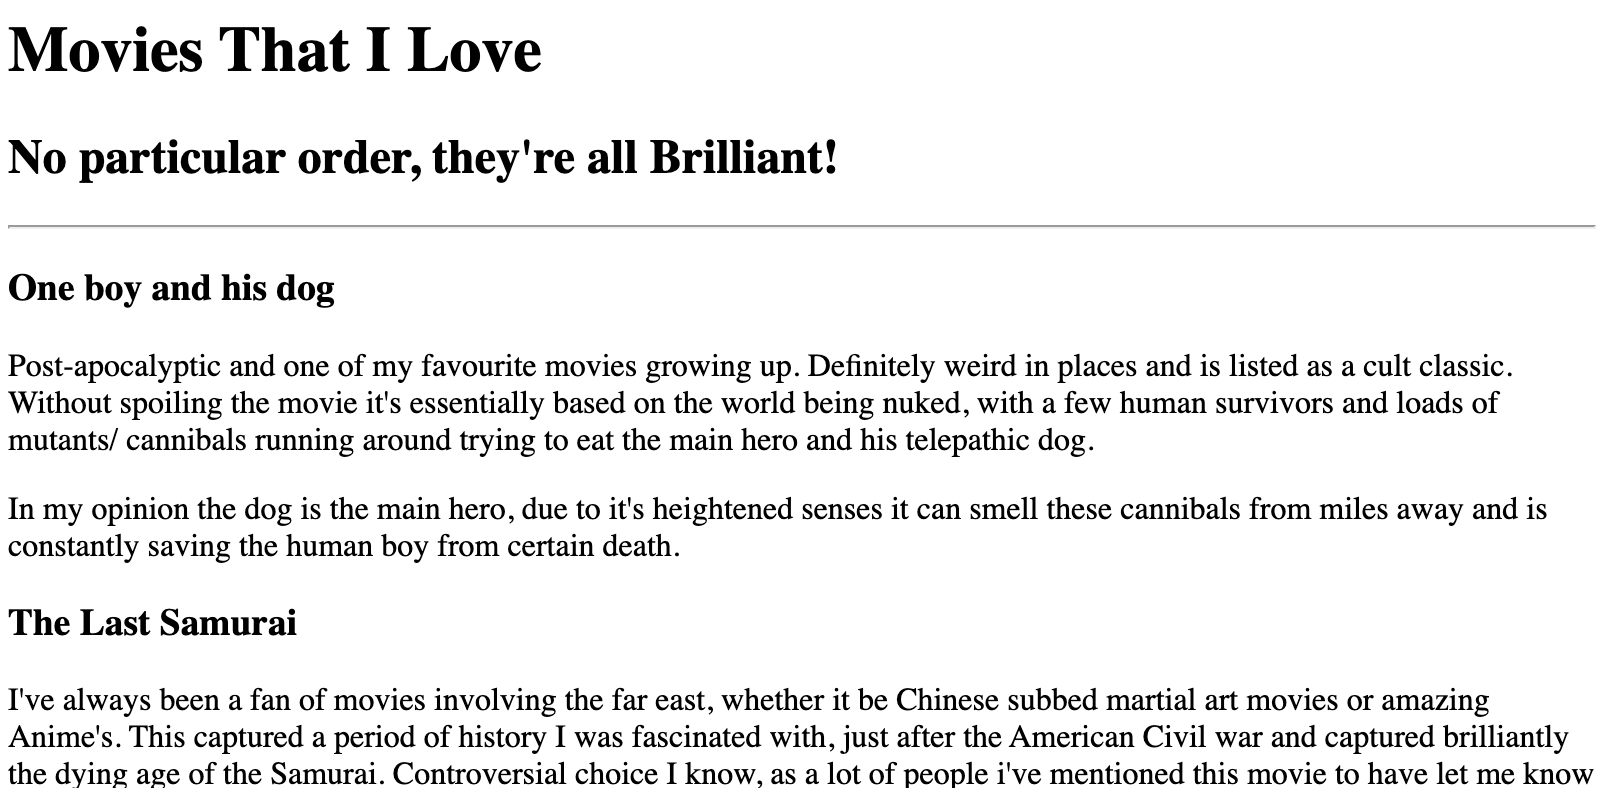 Movies That I Love
No particular order, they're all Brilliant!
One boy and his dog
Post-apocalyptic and one of my favourite movies growing up. Definitely weird in places and is listed as a cult classic.
Without spoiling the movie it's essentially based on the world being nuked, with a few human survivors and loads of
mutants/ cannibals running around trying to eat the main hero and his telepathic dog.
In my opinion the dog is the main hero, due to it's heightened senses it can smell these cannibals from miles away and is
constantly saving the human boy from certain death.
The Last Samurai
I've always been a fan of movies involving the far east, whether it be Chinese subbed martial art movies or amazing
Anime's. This captured a period of history I was fascinated with, just after the American Civil war and captured brilliantly
the dying age of the Samurai. Controversial choice I know, as a lot of people i've mentioned this movie to have let me know